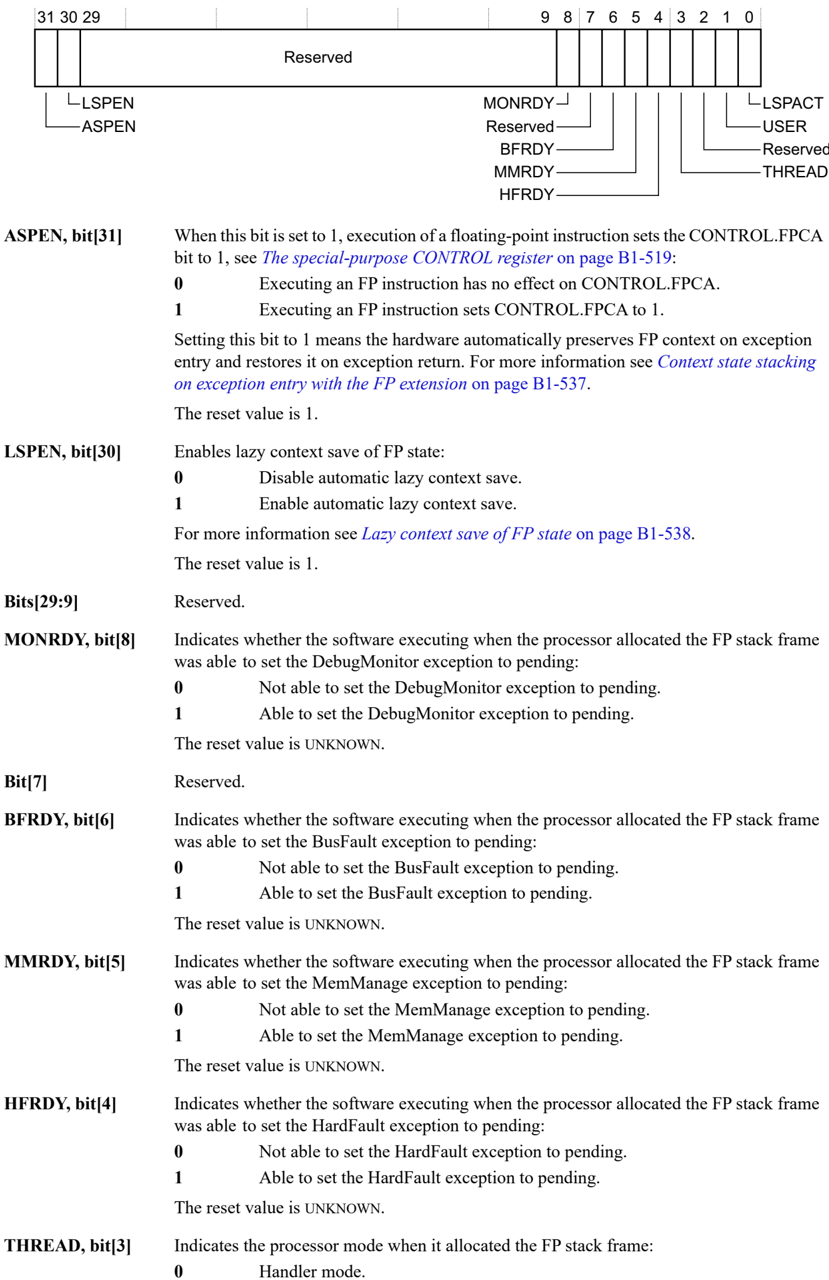 31 30 29 9 8 7 6 5 4 3 2 1 0
Reserved
LSPEN MONRDY LSPACT
ASPEN Reserved USER
BFRDY Reserved
MMRDY THREAD
HFRDY
ASPEN, bit[31] When this bit is set to 1, execution of a floating-point instruction sets the CONTROL.FPCA
bit to 1, see The special-purpose CONTROL register on page B1-519:
0 Executing an FP instruction has no effect on CONTROL.FPCA.
1 Executing an FP instruction sets CONTROL.FPCA to 1.
Setting this bit to 1 means the hardware automatically preserves FP context on exception
entry and restores it on exception return. For more information see Context state stacking
on exception entry with the FP extension on page B1-537.
The reset value is 1.
LSPEN, bit[30] Enables lazy context save of FP state:
0 Disable automatic lazy context save.
1 Enable automatic lazy context save.
For more information see Lazy context save of FP state on page B1-538.
The reset value is 1.
Bits[29:9] Reserved.
MONRDY, bit[8] Indicates whether the software executing when the processor allocated the FP stack frame
was able to set the DebugMonitor exception to pending:
0 Not able to set the DebugMonitor exception to pending.
1 Able to set the DebugMonitor exception to pending.
The reset value is UNKNOWN.
Bit[7] Reserved.
BFRDY, bit[6] Indicates whether the software executing when the processor allocated the FP stack frame
was able to set the BusFault exception to pending:
0 Not able to set the BusFault exception to pending.
1 Able to set the BusFault exception to pending.
The reset value is UNKNOWN.
MMRDY, bit[5] Indicates whether the software executing when the processor allocated the FP stack frame
was able to set the MemManage exception to pending:
0 Not able to set the MemManage exception to pending.
1 Able to set the MemManage exception to pending.
The reset value is UNKNOWN.
HFRDY, bit[4] Indicates whether the software executing when the processor allocated the FP stack frame
was able to set the HardFault exception to pending:
0 Not able to set the HardFault exception to pending.
1 Able to set the HardFault exception to pending.
The reset value is UNKNOWN.
THREAD, bit[3] Indicates the processor mode when it allocated the FP stack frame:
0 Handler mode.